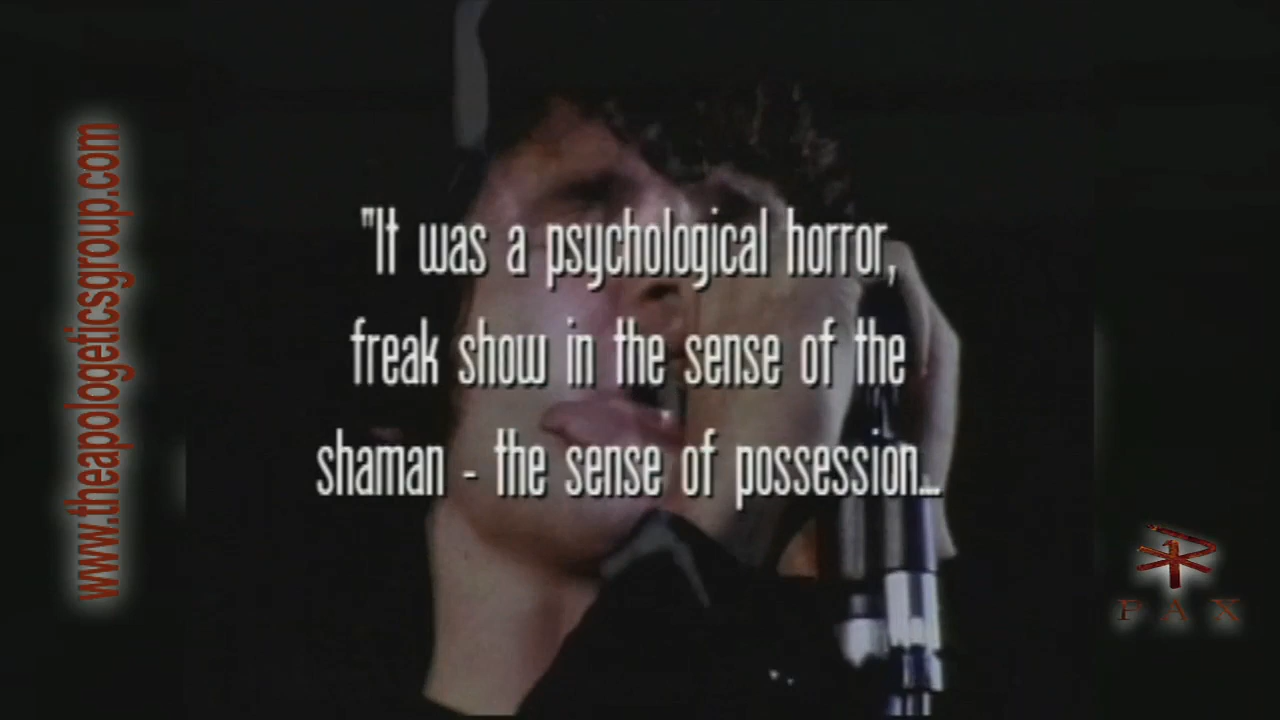 www.theapologeticsgroup.com
"It was a psychological horror,
freak show in the sense of the
shaman - the sense of possession...
PAX